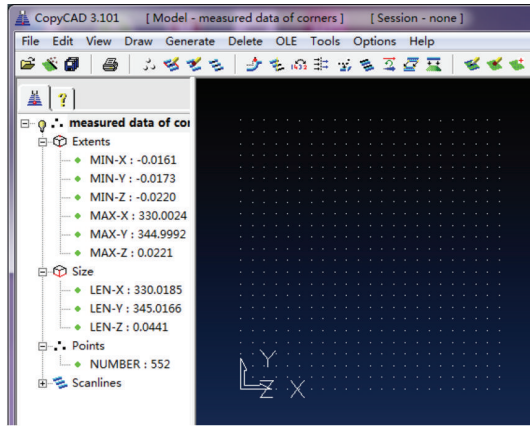 CopyCAD 3.101 [ Model - measured data of corners ] [ Session - none ]
File Edit View Draw Generate Delete OLE Tools Options Help
measured data of cor
Extents
MIN-X : -0.0161
MIN-Y : -0.0173
MIN-Z : -0.0220
MAX-X : 330.0024
MAX-Y : 344.9992
MAX-Z : 0.0221
Size
LEN-X : 330.0185
LEN-Y : 345.0166
LEN-Z : 0.0441
Points
NUMBER : 552
Scanlines
Y
Z X